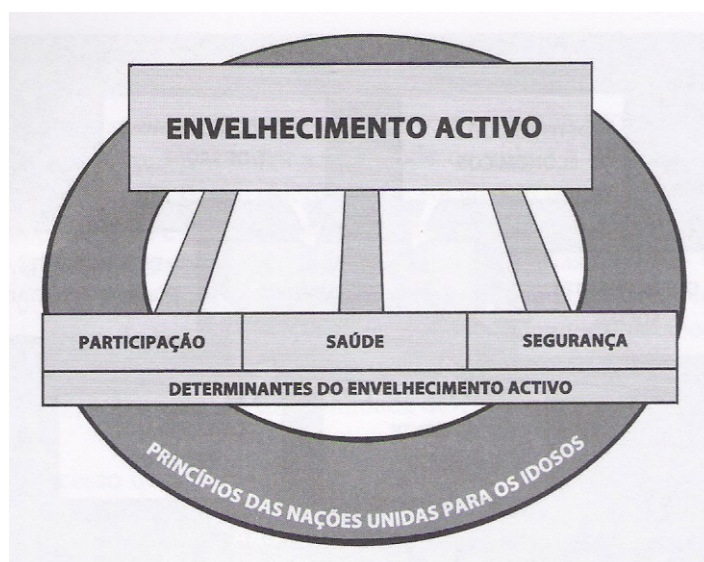 ENVELHECIMENTO ACTIVO
PARTICIPAÇÃO
SAÚDE
SEGURANÇA
DETERMINANTES DO ENVELHECIMENTO ACTIVO
PRINCÍPIOS DAS NAÇÕES UNIDAS PARA OS IDOSOS